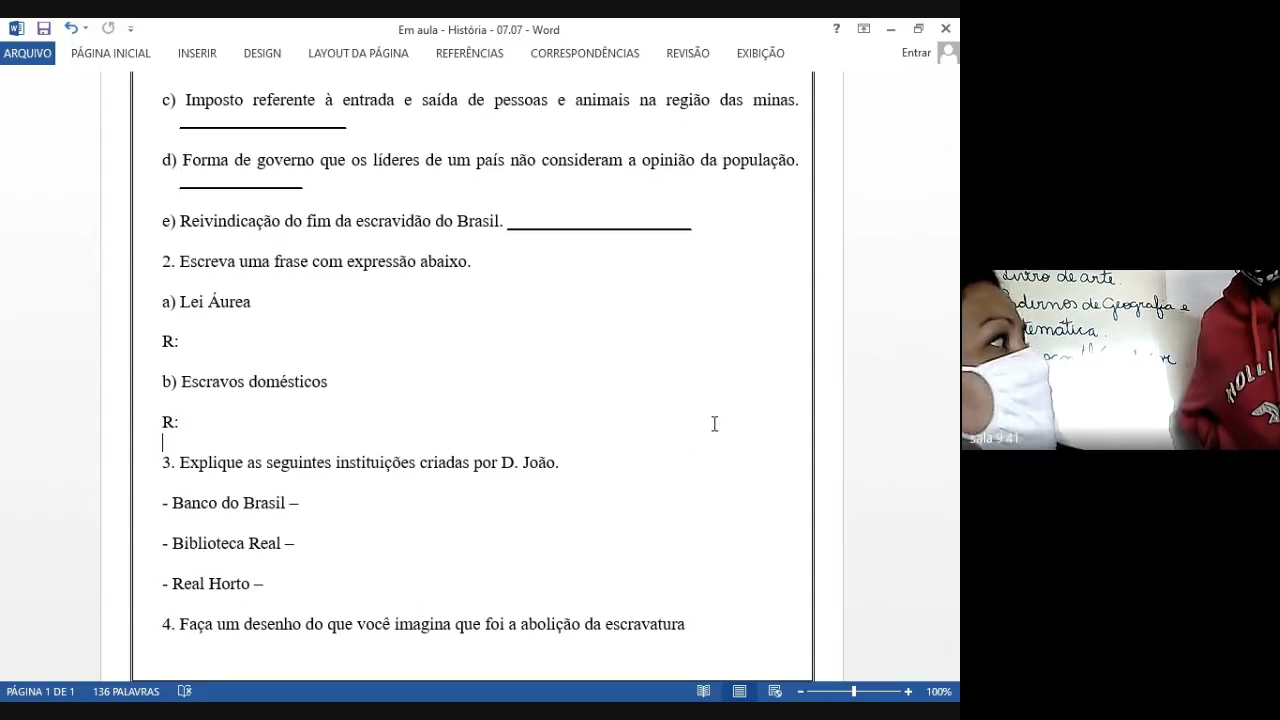 Em aula - História - 07.07 - Word
ARQUIVO PÁGINA INICIAL INSERIR DESIGN LAYOUT DA PÁGINA REFERÊNCIAS CORRESPONDÊNCIAS REVISÃO EXIBIÇÃO Entrar
c) Imposto referente à entrada e saída de pessoas e animais na região das minas.
d) Forma de governo que os líderes de um país não consideram a opinião da população.
e) Reivindicação do fim da escravidão do Brasil.
2. Escreva uma frase com expressão abaixo.
a) Lei Áurea
R:
b) Escravos domésticos
R:
3. Explique as seguintes instituições criadas por D. João.
- Banco do Brasil –
- Biblioteca Real –
- Real Horto –
4. Faça um desenho do que você imagina que foi a abolição da escravatura
PÁGINA 1 DE 1 136 PALAVRAS 100%
Livro de arte.
dernos de Geografia e
temática.
HOLLI
sala 9 41